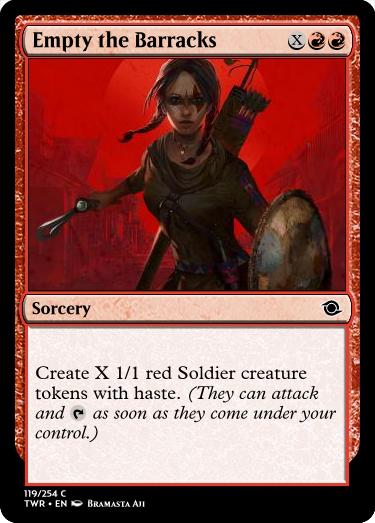 Empty the Barracks X
Sorcery
Create X 1/1 red Soldier creature
tokens with haste. (They can attack
and as soon as they come under your
control.)
119/254 C
TWR • EN Bramasta Aji